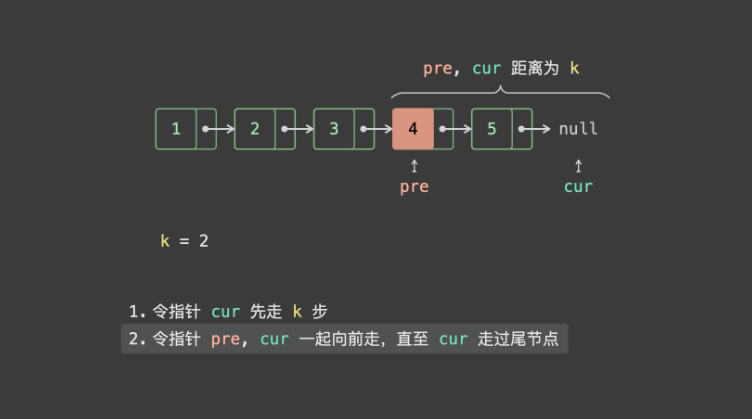 pre, cur 距离为 k
1 2 3 4 5 null
pre cur
k = 2
1. 令指针 cur 先走 k 步
2. 令指针 pre, cur 一起向前走，直至 cur 走过尾节点